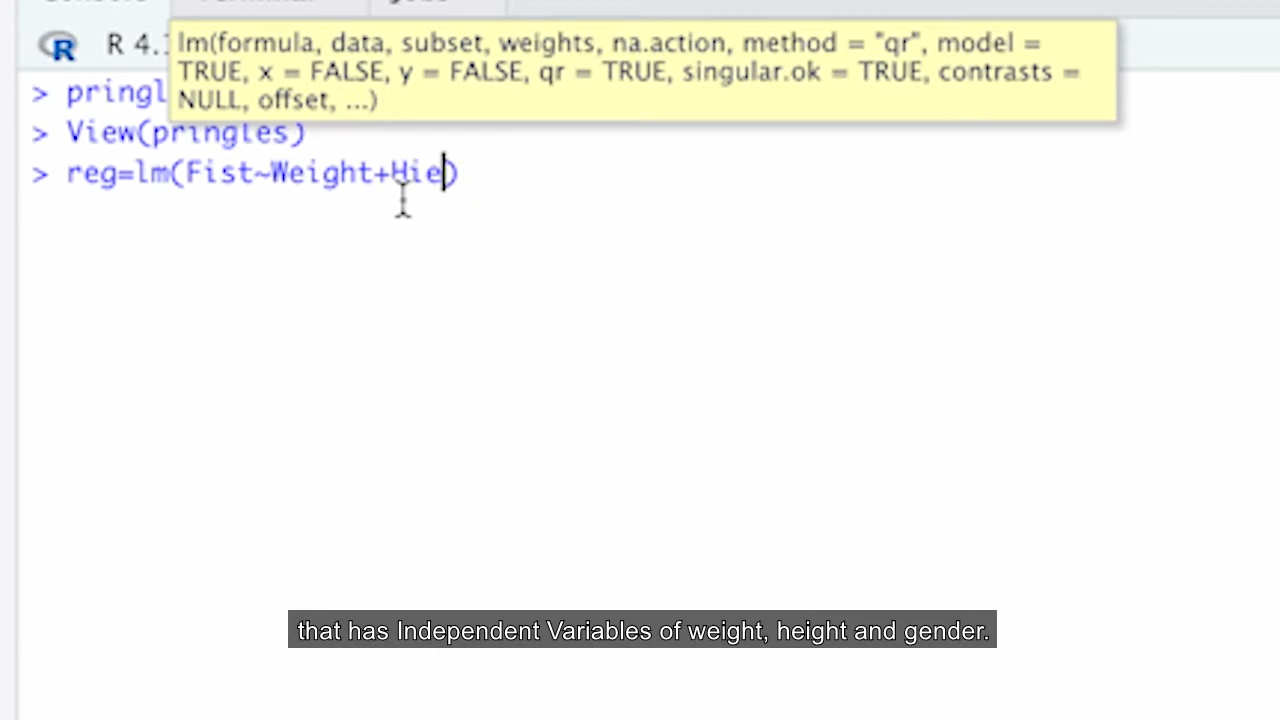 R 4.1
lm(formula, data, subset, weights, na.action, method = "qr", model =
TRUE, x = FALSE, y = FALSE, qr = TRUE, singular.ok = TRUE, contrasts =
NULL, offset, ...)
> pringl
> View(pringles)
> reg=lm(Fist~Weight+Hie)
that has Independent Variables of weight, height and gender.